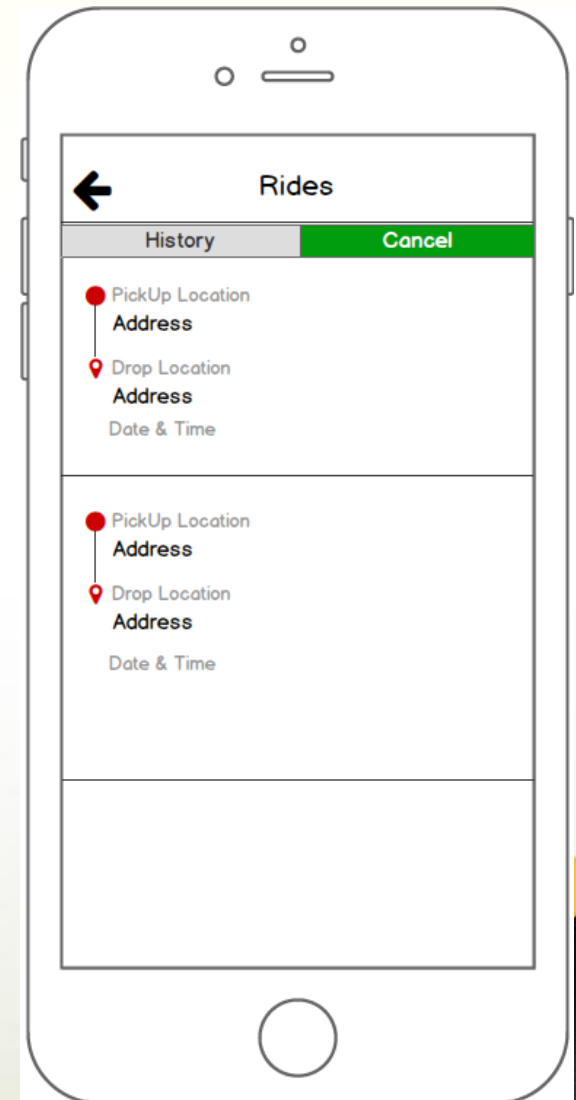 Rides
History Cancel
PickUp Location
Address
Drop Location
Address
Date & Time
PickUp Location
Address
Drop Location
Address
Date & Time